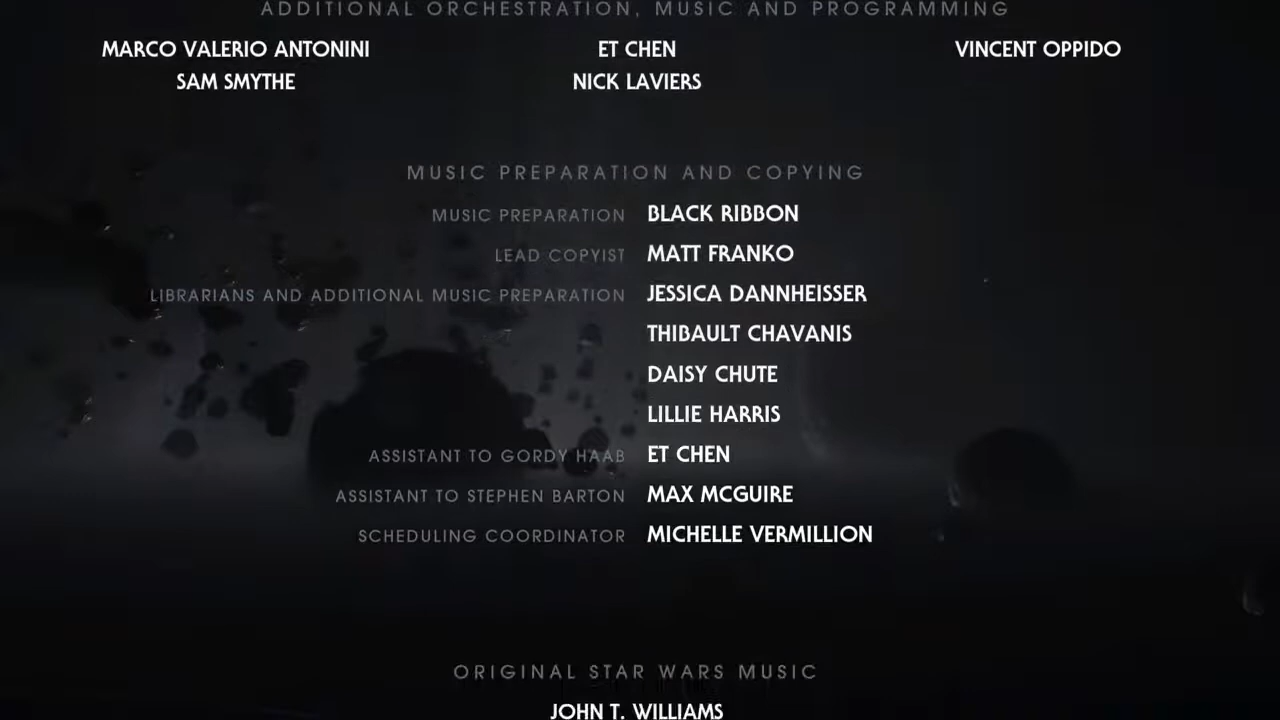 ADDITIONAL ORCHESTRATION, MUSIC AND PROGRAMMING
MARCO VALERIO ANTONINI ET CHEN VINCENT OPPIDO
SAM SMYTHE NICK LAVIERS
MUSIC PREPARATION AND COPYING
MUSIC PREPARATION BLACK RIBBON
LEAD COPYIST MATT FRANKO
LIBRARIANS AND ADDITIONAL MUSIC PREPARATION JESSICA DANNHEISSER
THIBAULT CHAVANIS
DAISY CHUTE
LILLIE HARRIS
ASSISTANT TO GORDY HAAB ET CHEN
ASSISTANT TO STEPHEN BARTON MAX MCGUIRE
SCHEDULING COORDINATOR MICHELLE VERMILLION
ORIGINAL STAR WARS MUSIC
JOHN T. WILLIAMS